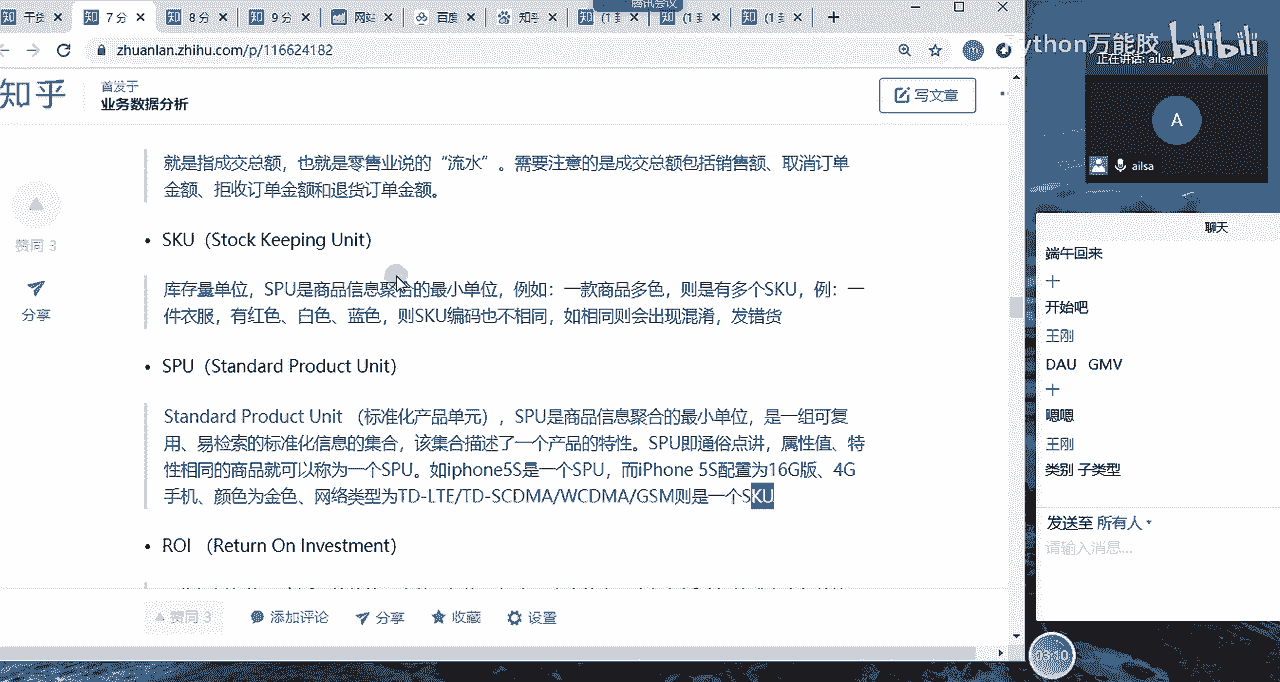 腾讯会议
干货
7 分
8 分
9 分
网站
百度
知乎
(1 封
(1
(1 封
zhuanlan.zhihu.com/p/116624182
ython万能胶
bilibili
正在讲话: ailsa
A
ailsa
知乎
首发于
业务数据分析
写文章
就是指成交总额，也就是零售业说的“流水”。需要注意的是成交总额包括销售额、取消订单
金额、拒收订单金额和退货订单金额。
• SKU（Stock Keeping Unit）
库存量单位，SPU是商品信息聚合的最小单位，例如：一款商品多色，则是有多个SKU，例：一
件衣服，有红色、白色、蓝色，则SKU编码也不相同，如相同则会出现混淆，发错货
• SPU（Standard Product Unit）
Standard Product Unit （标准化产品单元），SPU是商品信息聚合的最小单位，是一组可复
用、易检索的标准化信息的集合，该集合描述了一个产品的特性。SPU即通俗点讲，属性值、特
性相同的商品就可以称为一个SPU。如iphone5S是一个SPU，而iPhone 5S配置为16G版、4G
手机、颜色为金色、网络类型为TD-LTE/TD-SCDMA/WCDMA/GSM则是一个SKU
• ROI （Return On Investment）
赞同 3
分享
赞同 3
添加评论
分享
收藏
设置
聊天
端午回来
十
开始吧
王刚
DAU GMV
十
嗯嗯
王刚
类别 子类型
发送至 所有人
请输入消息...
03:10